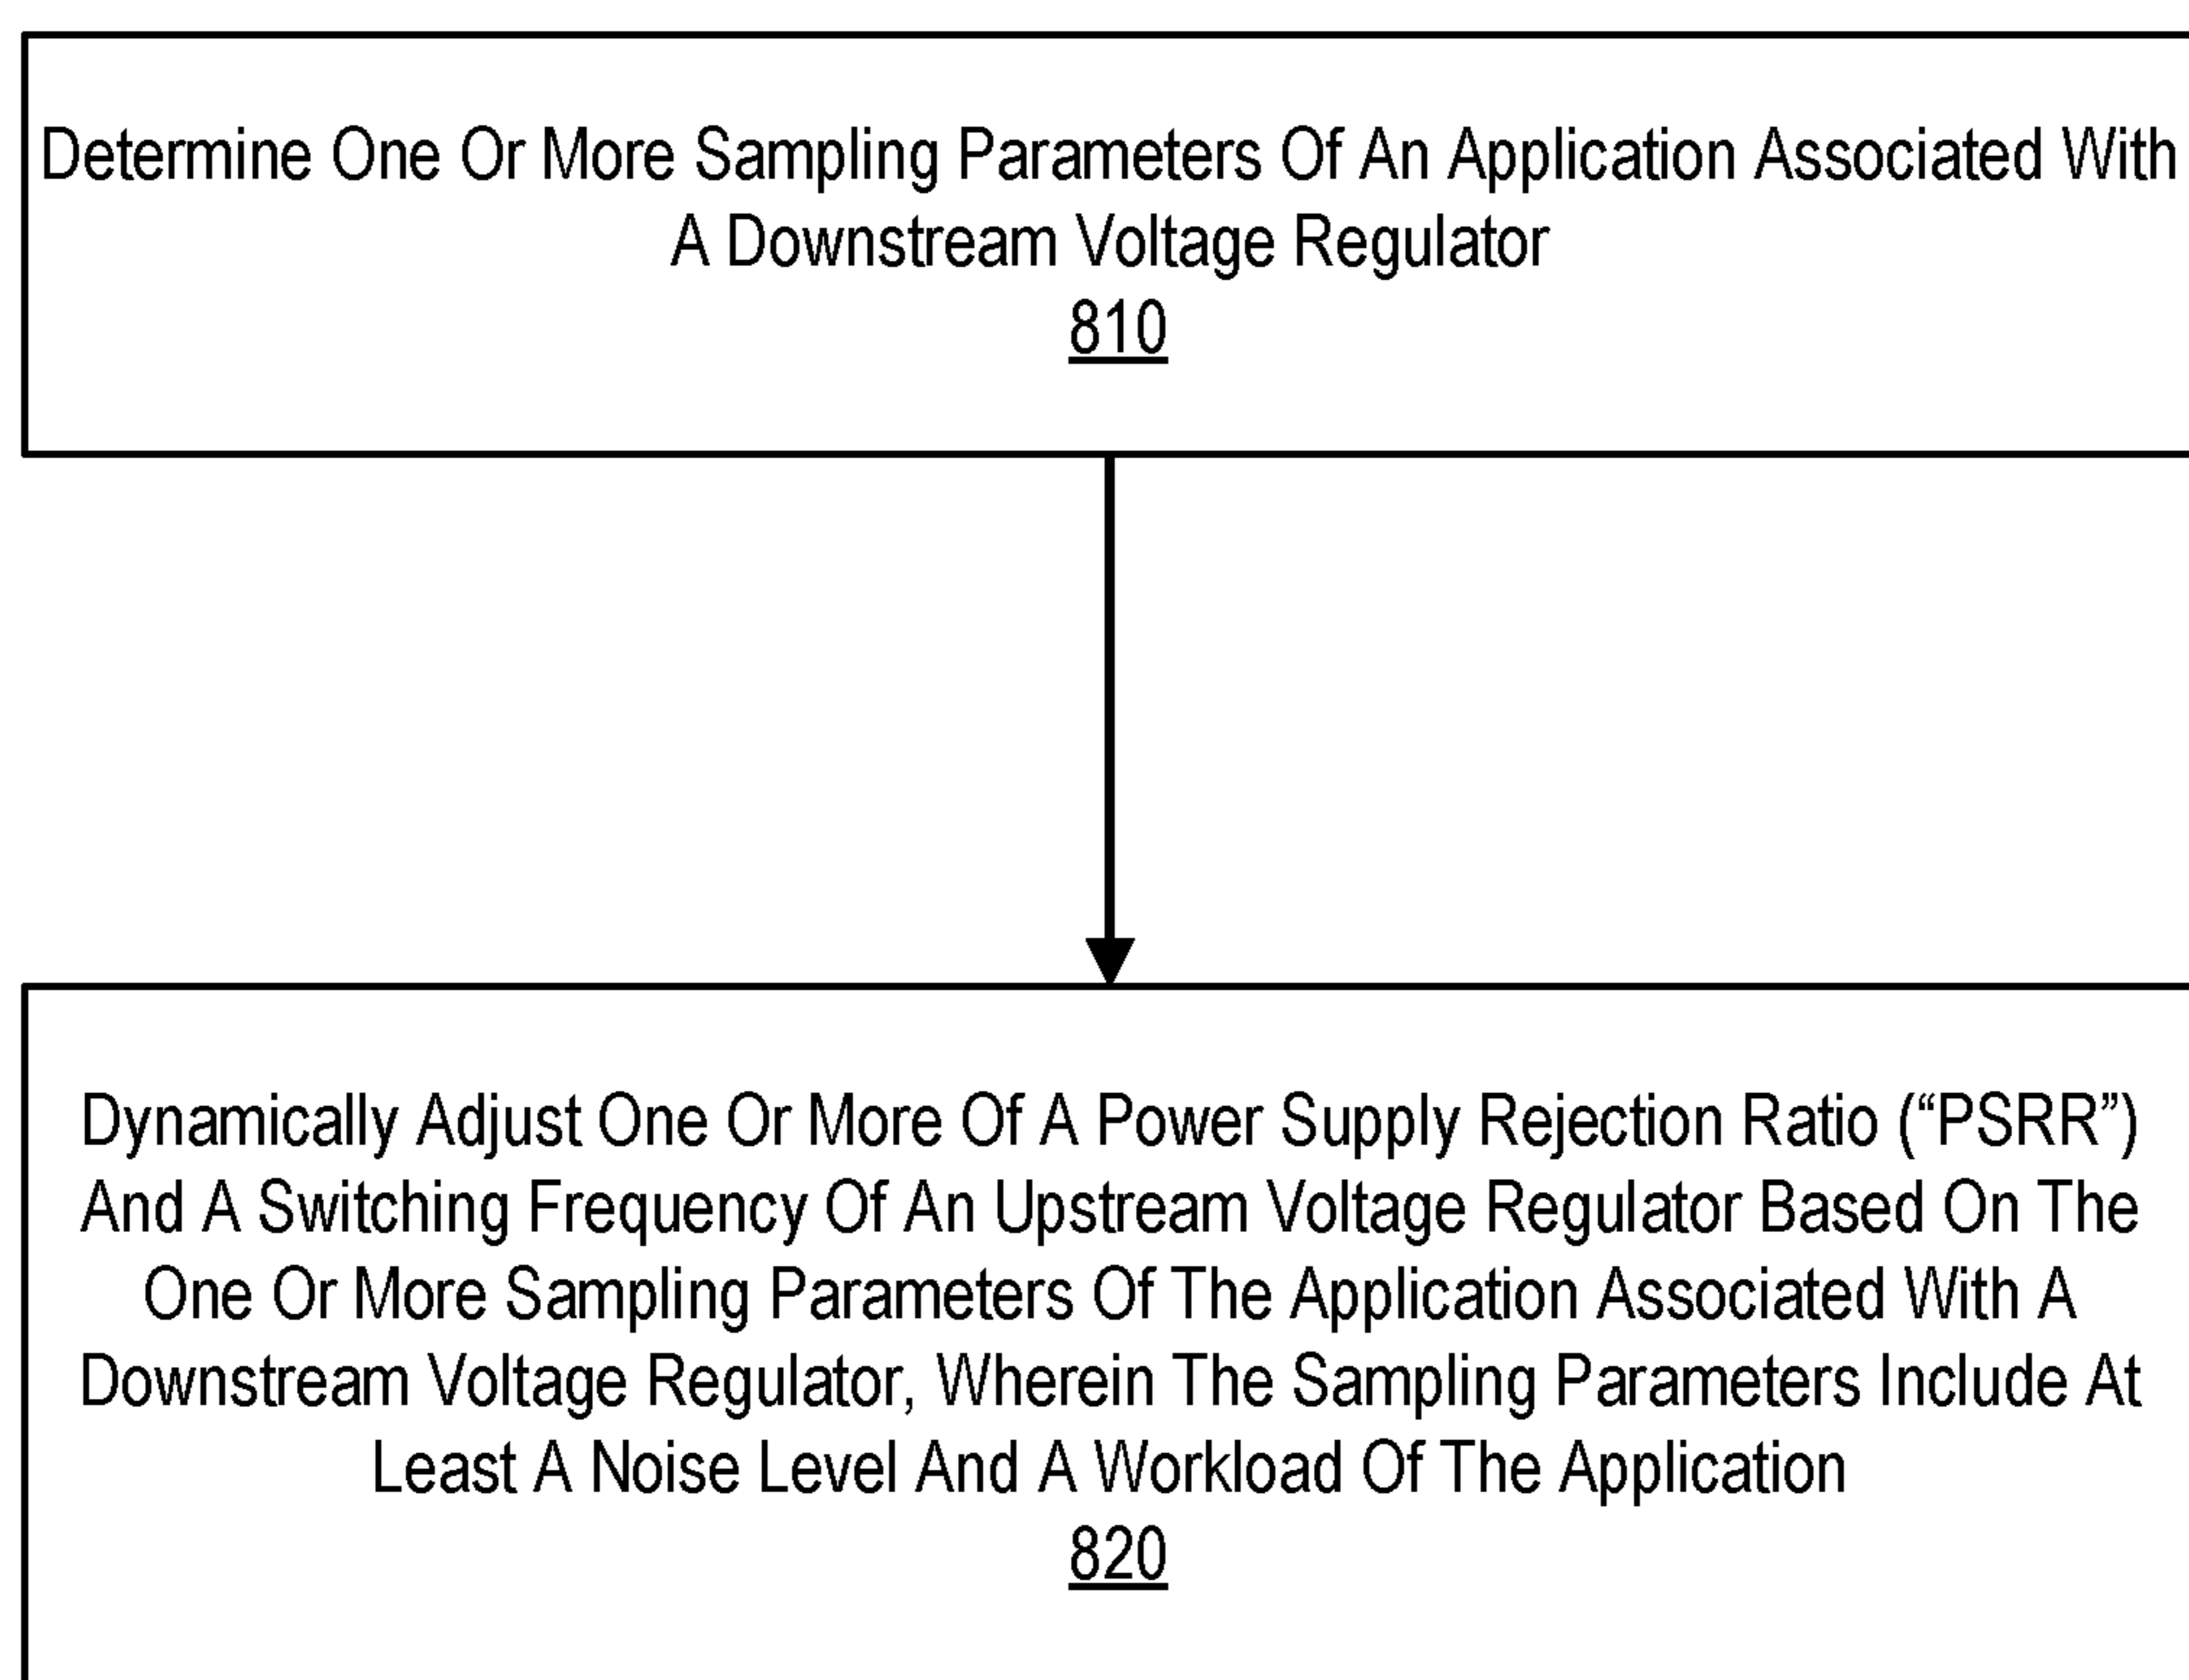 Determine One Or More Sampling Parameters Of An Application Associated With
A Downstream Voltage Regulator
810
Dynamically Adjust One Or More Of A Power Supply Rejection Ratio (“PSRR”)
And A Switching Frequency Of An Upstream Voltage Regulator Based On The
One Or More Sampling Parameters Of The Application Associated With A
Downstream Voltage Regulator, Wherein The Sampling Parameters Include At
Least A Noise Level And A Workload Of The Application
820